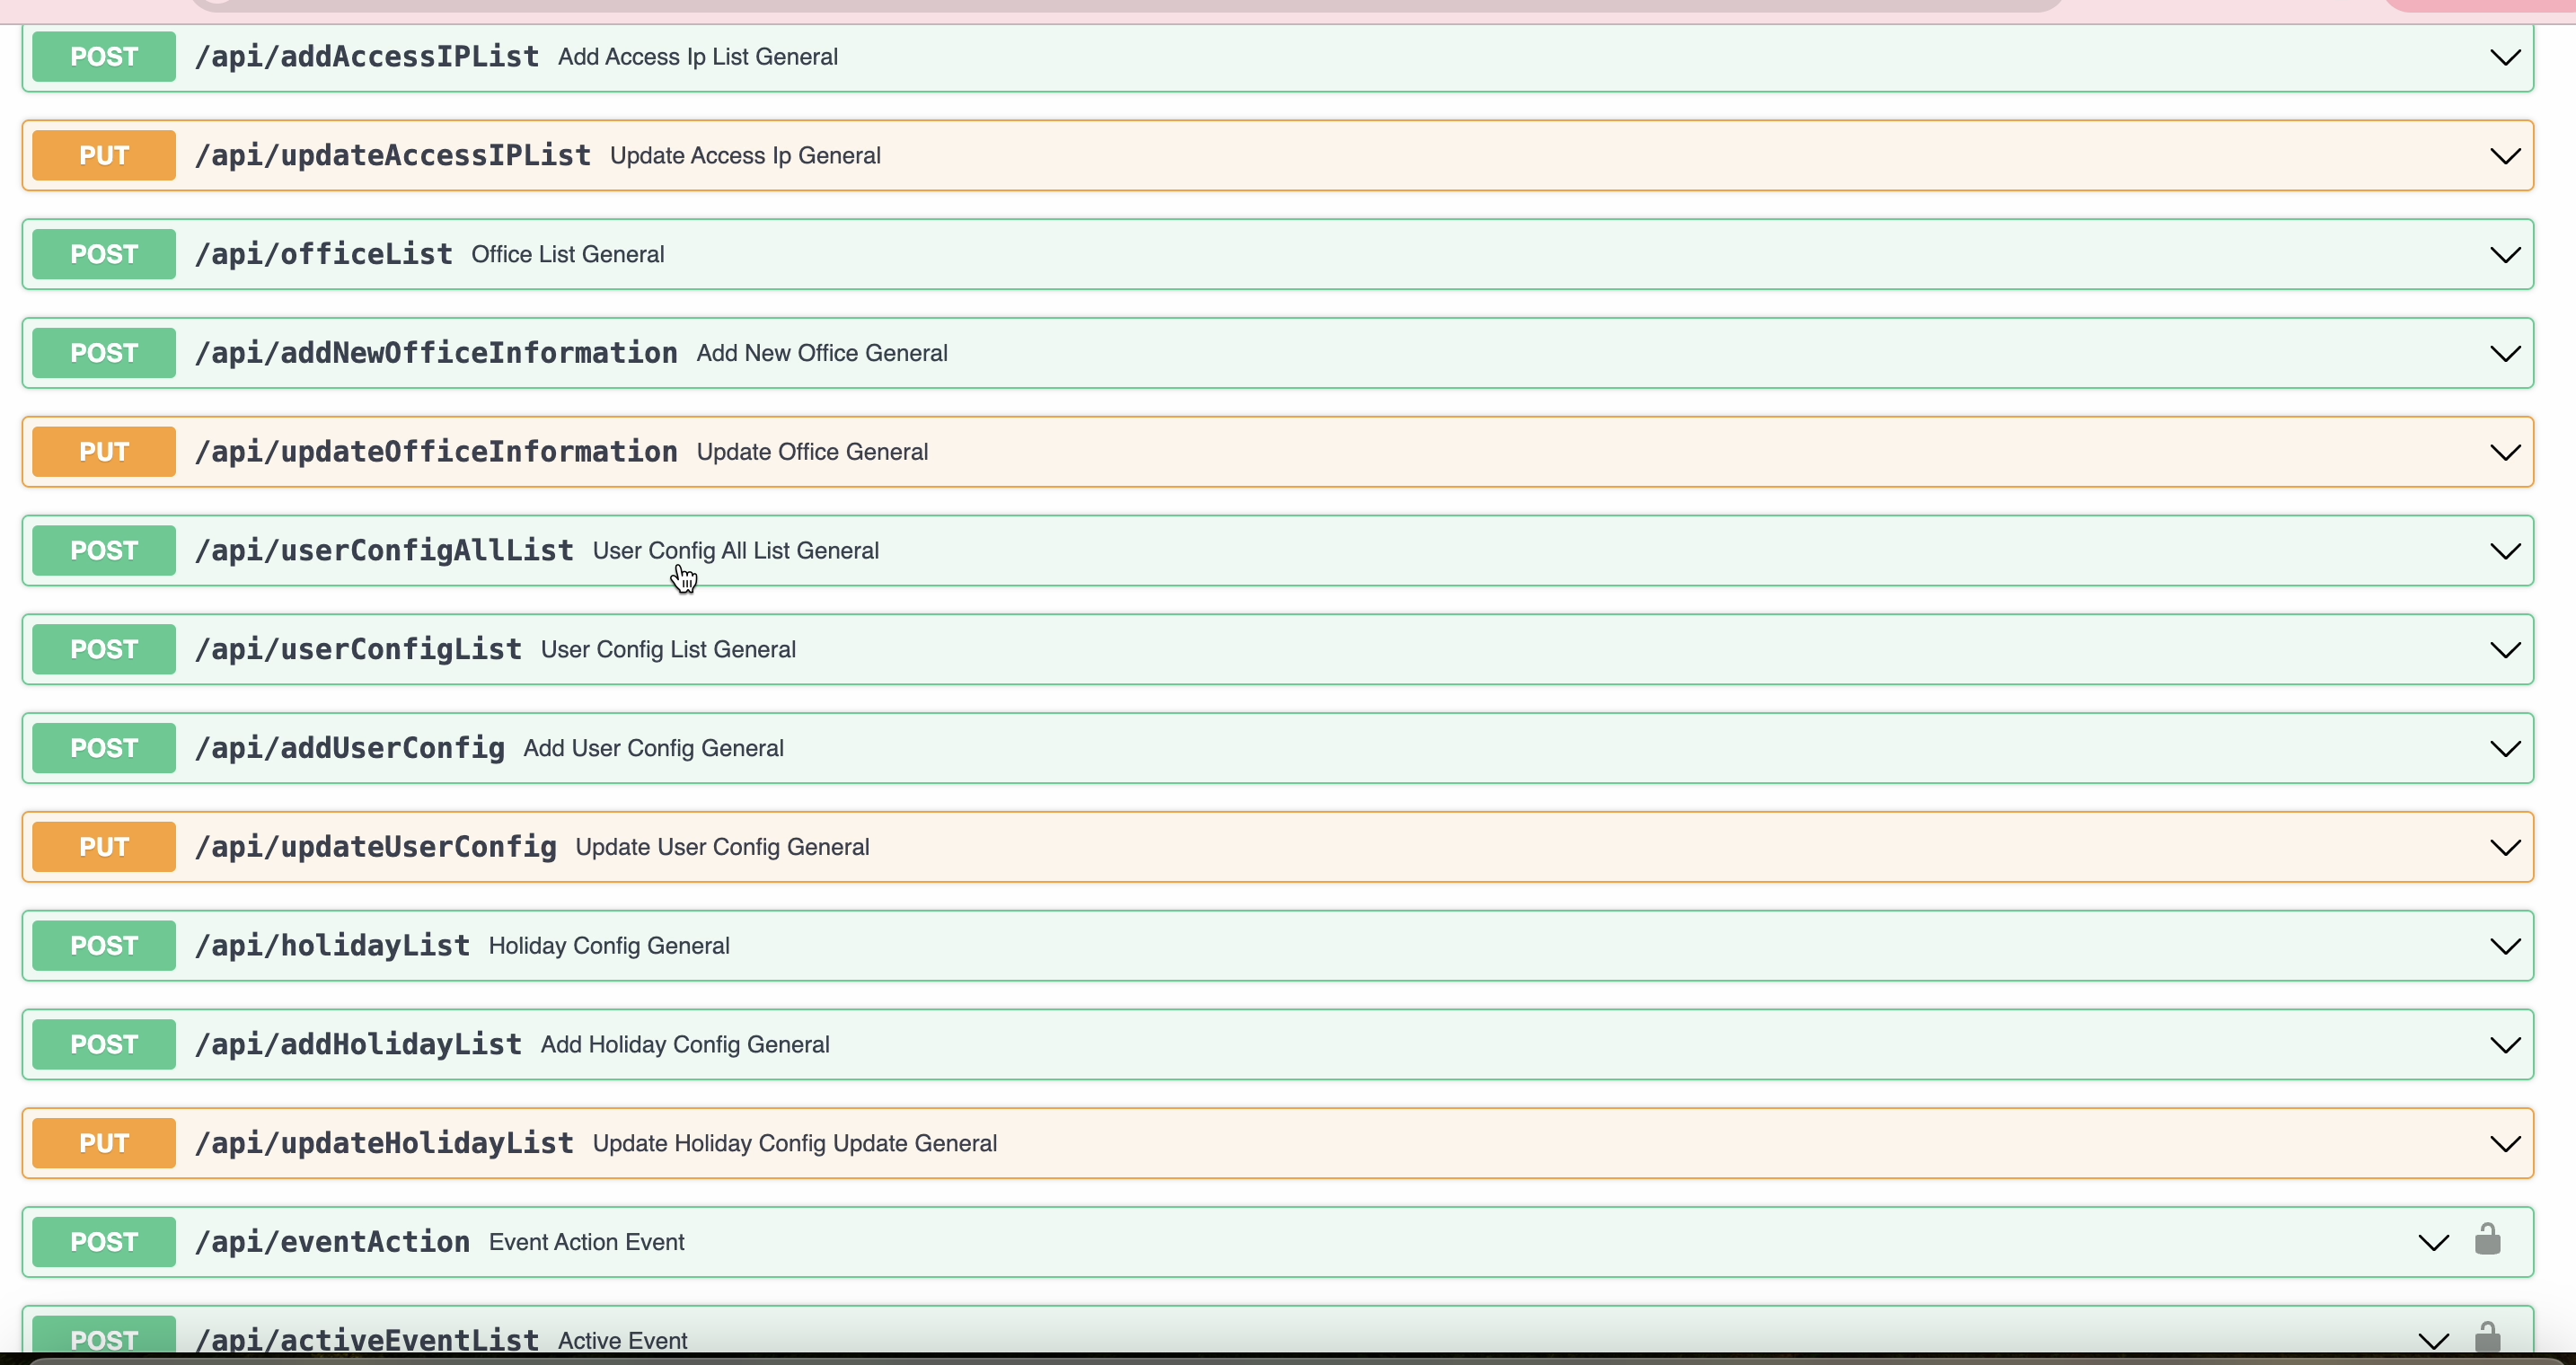 POST /api/addAccessIPList Add Access Ip List General
PUT /api/updateAccessIPList Update Access Ip General
POST /api/officeList Office List General
POST /api/addNewOfficeInformation Add New Office General
PUT /api/updateOfficeInformation Update Office General
POST /api/userConfigAllList User Config All List General
POST /api/userConfigList User Config List General
POST /api/addUserConfig Add User Config General
PUT /api/updateUserConfig Update User Config General
POST /api/holidayList Holiday Config General
POST /api/addHolidayList Add Holiday Config General
PUT /api/updateHolidayList Update Holiday Config Update General
POST /api/eventAction Event Action Event
POST /api/activeEventList Active Event